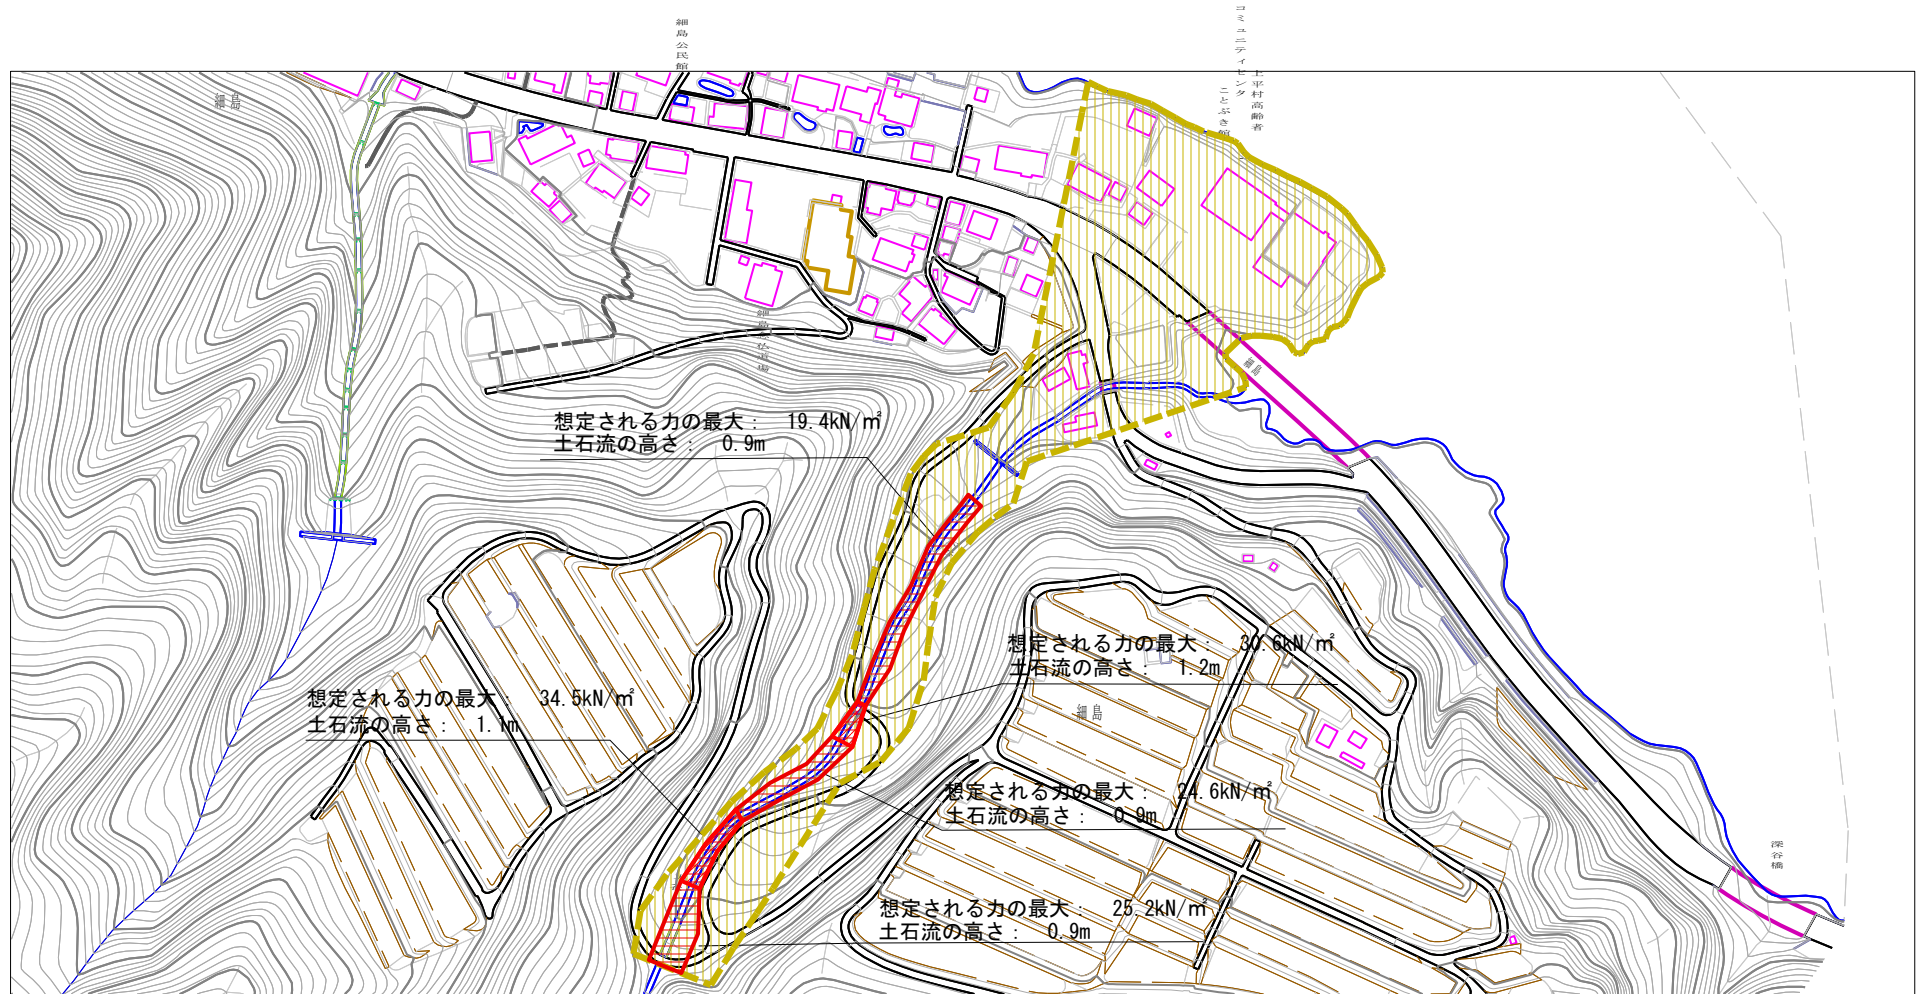 細島公民館
コミュニティセンタ
上平村高齢者
ことぶき館
細島
細島
想定される力の最大： 19.4kN/㎡
土石流の高さ： 0.9m
想定される力の最大： 30.6kN/㎡
土石流の高さ： 1.2m
想定される力の最大： 34.5kN/㎡
土石流の高さ： 1.1m
細島
想定される力の最大： 24.6kN/㎡
土石流の高さ： 0.9m
深谷橋
想定される力の最大： 25.2kN/㎡
土石流の高さ： 0.9m